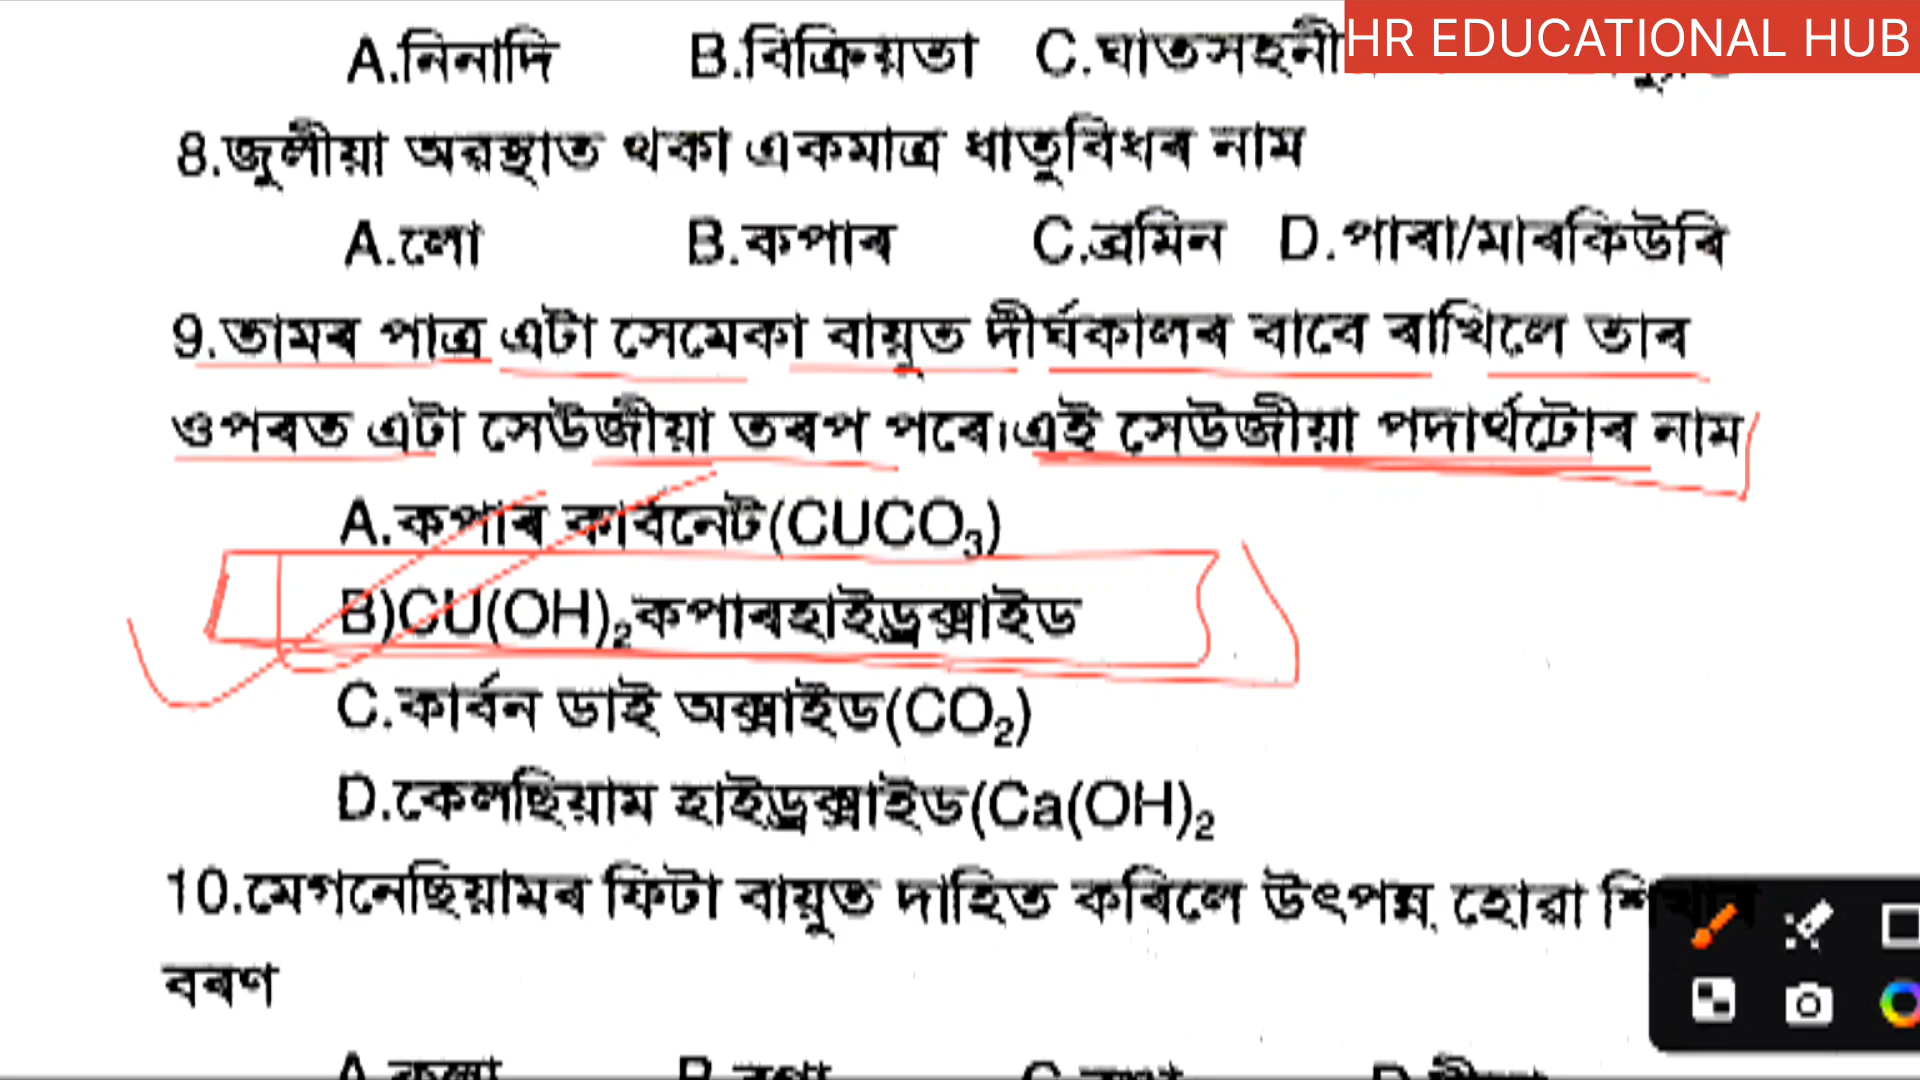 HR EDUCATIONAL HUB
A.নিনাদি B.বিক্ৰিয়তা C.ঘাতসহনী
8.জুলীয়া অৱস্থাত থকা একমাত্ৰ ধাতুবিধৰ নাম
A.লো B.কপাৰ C.ব্ৰমিন D.পাৰা/মাৰকিউৰি
9.তামৰ পাত্ৰ এটা সেমেকা বায়ুত দীৰ্ঘকালৰ বাবে ৰাখিলে তাৰ
ওপৰত এটা সেউজীয়া তৰপ পৰে।এই সেউজীয়া পদাৰ্থটোৰ নাম
A.কপাৰ কাৰ্বনেট(CUCO₃)
B)CU(OH)₂কপাৰহাইড্ৰক্সাইড
C.কাৰ্বন ডাই অক্সাইড(CO₂)
D.কেলছিয়াম হাইড্ৰক্সাইড(Ca(OH)₂
10.মেগনেছিয়ামৰ ফিটা বায়ুত দাহিত কৰিলে উৎপন্ন হোৱা শিখাৰ
বৰণ